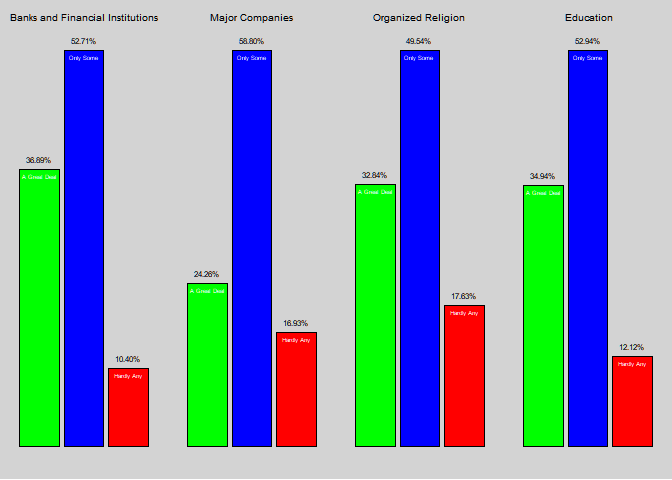 Banks and Financial Institutions
52.71%
Only Some
36.89%
A Great Deal
10.40%
Hardly Any
Major Companies
58.80%
Only Some
24.26%
A Great Deal
16.93%
Hardly Any
Organized Religion
49.54%
Only Some
32.84%
A Great Deal
17.63%
Hardly Any
Education
52.94%
Only Some
34.94%
A Great Deal
12.12%
Hardly Any